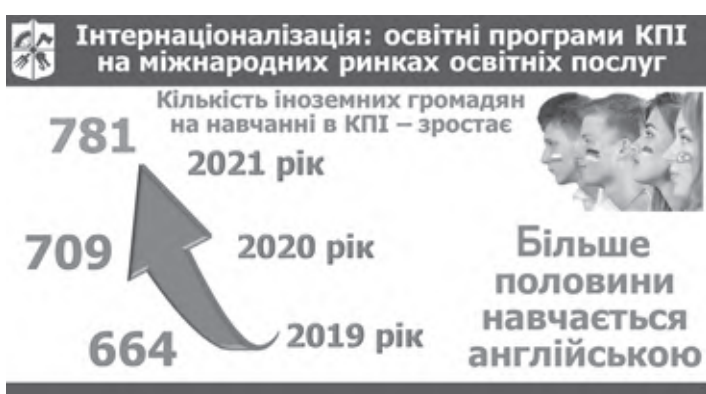 Інтернаціоналізація: освітні програми КПІ
на міжнародних ринках освітніх послуг
Кількість іноземних громадян
на навчанні в КПІ – зростає
781
2021 рік
709
2020 рік
664
2019 рік
Більше
половини
навчається
англійською